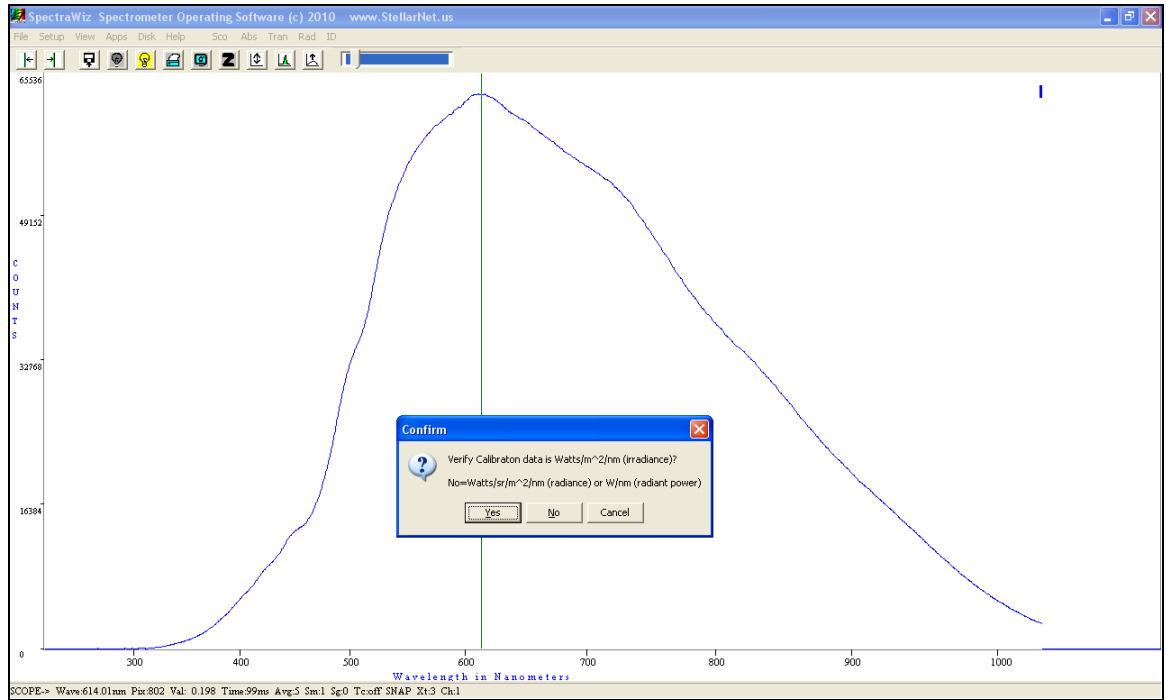 SpectraWiz Spectrometer Operating Software (c) 2010 www.StellarNet.us
File Setup View Apps Disk Help Sco Abs Tran Rad ID
Z
65536
49152
COUNTS
32768
16384
0
Confirm
Verify Calibraton data is Watts/m^2/nm (irradiance)?
No=Watts/sr/m^2/nm (radiance) or W/nm (radiant power)
Yes No Cancel
300 400 500 600 700 800 900 1000
Wavelength in Nanometers
SCOPE-> Wave:614.01nm Pix:802 Val: 0.198 Time:99ms Avg:5 Sm:1 Sg:0 Tc:off SNAP Xt:3 Ch:1